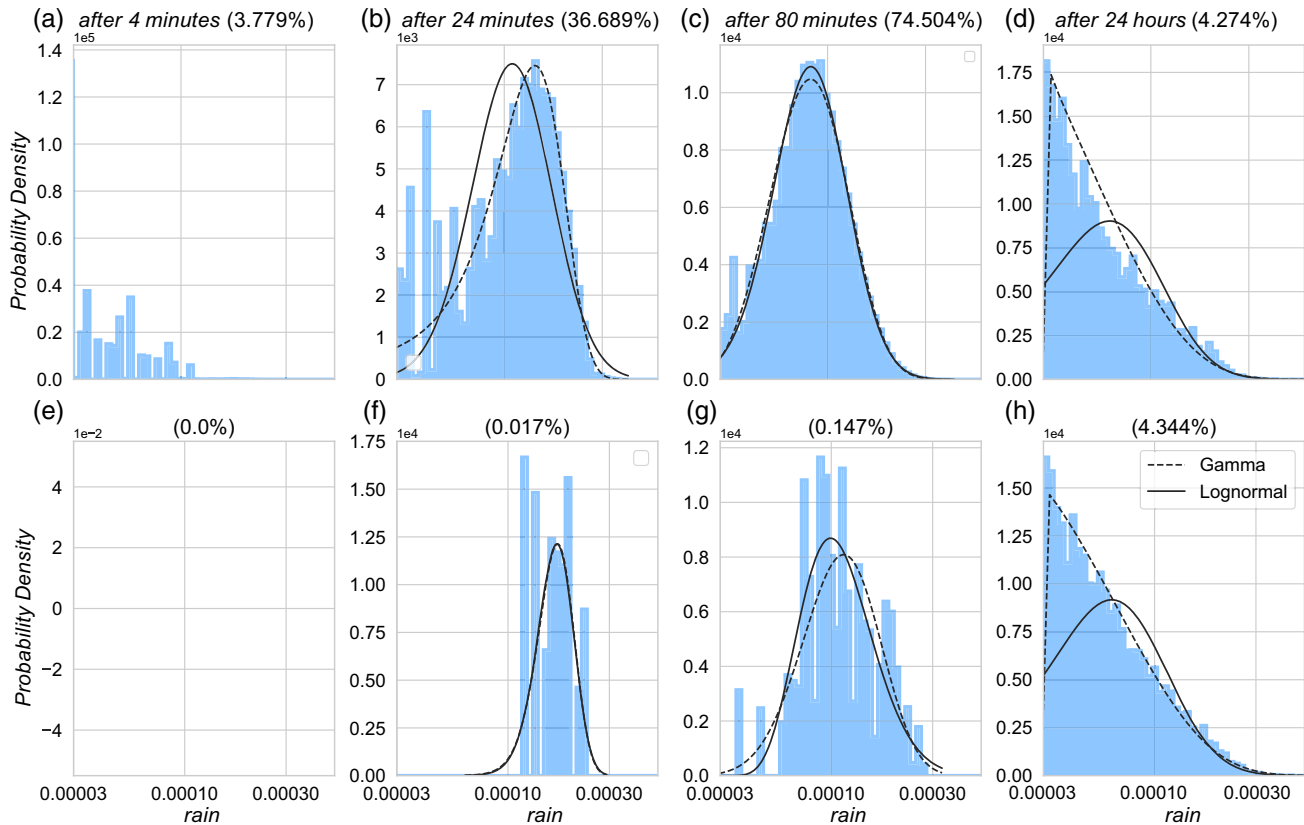 (a) after 4 minutes (3.779%)
1e5
1.4
1.2
1.0
0.8
0.6
0.4
0.2
0.0
Probability Density
(b) after 24 minutes (36.689%)
1e3
7
6
5
4
3
2
1
0
(c) after 80 minutes (74.504%)
1e4
1.0
0.8
0.6
0.4
0.2
0.0
(d) after 24 hours (4.274%)
1e4
1.75
1.50
1.25
1.00
0.75
0.50
0.25
0.00
(e) (0.0%)
1e−2
4
2
0
−2
−4
Probability Density
0.00003 0.00010 0.00030
rain
(f) (0.017%)
1e4
1.75
1.50
1.25
1.00
0.75
0.50
0.25
0.00
0.00003 0.00010 0.00030
rain
(g) (0.147%)
1e4
1.2
1.0
0.8
0.6
0.4
0.2
0.0
0.00003 0.00010 0.00030
rain
(h) (4.344%)
1e4
1.50
1.25
1.00
0.75
0.50
0.25
0.00
Gamma
Lognormal
0.00003 0.00010 0.00030
rain